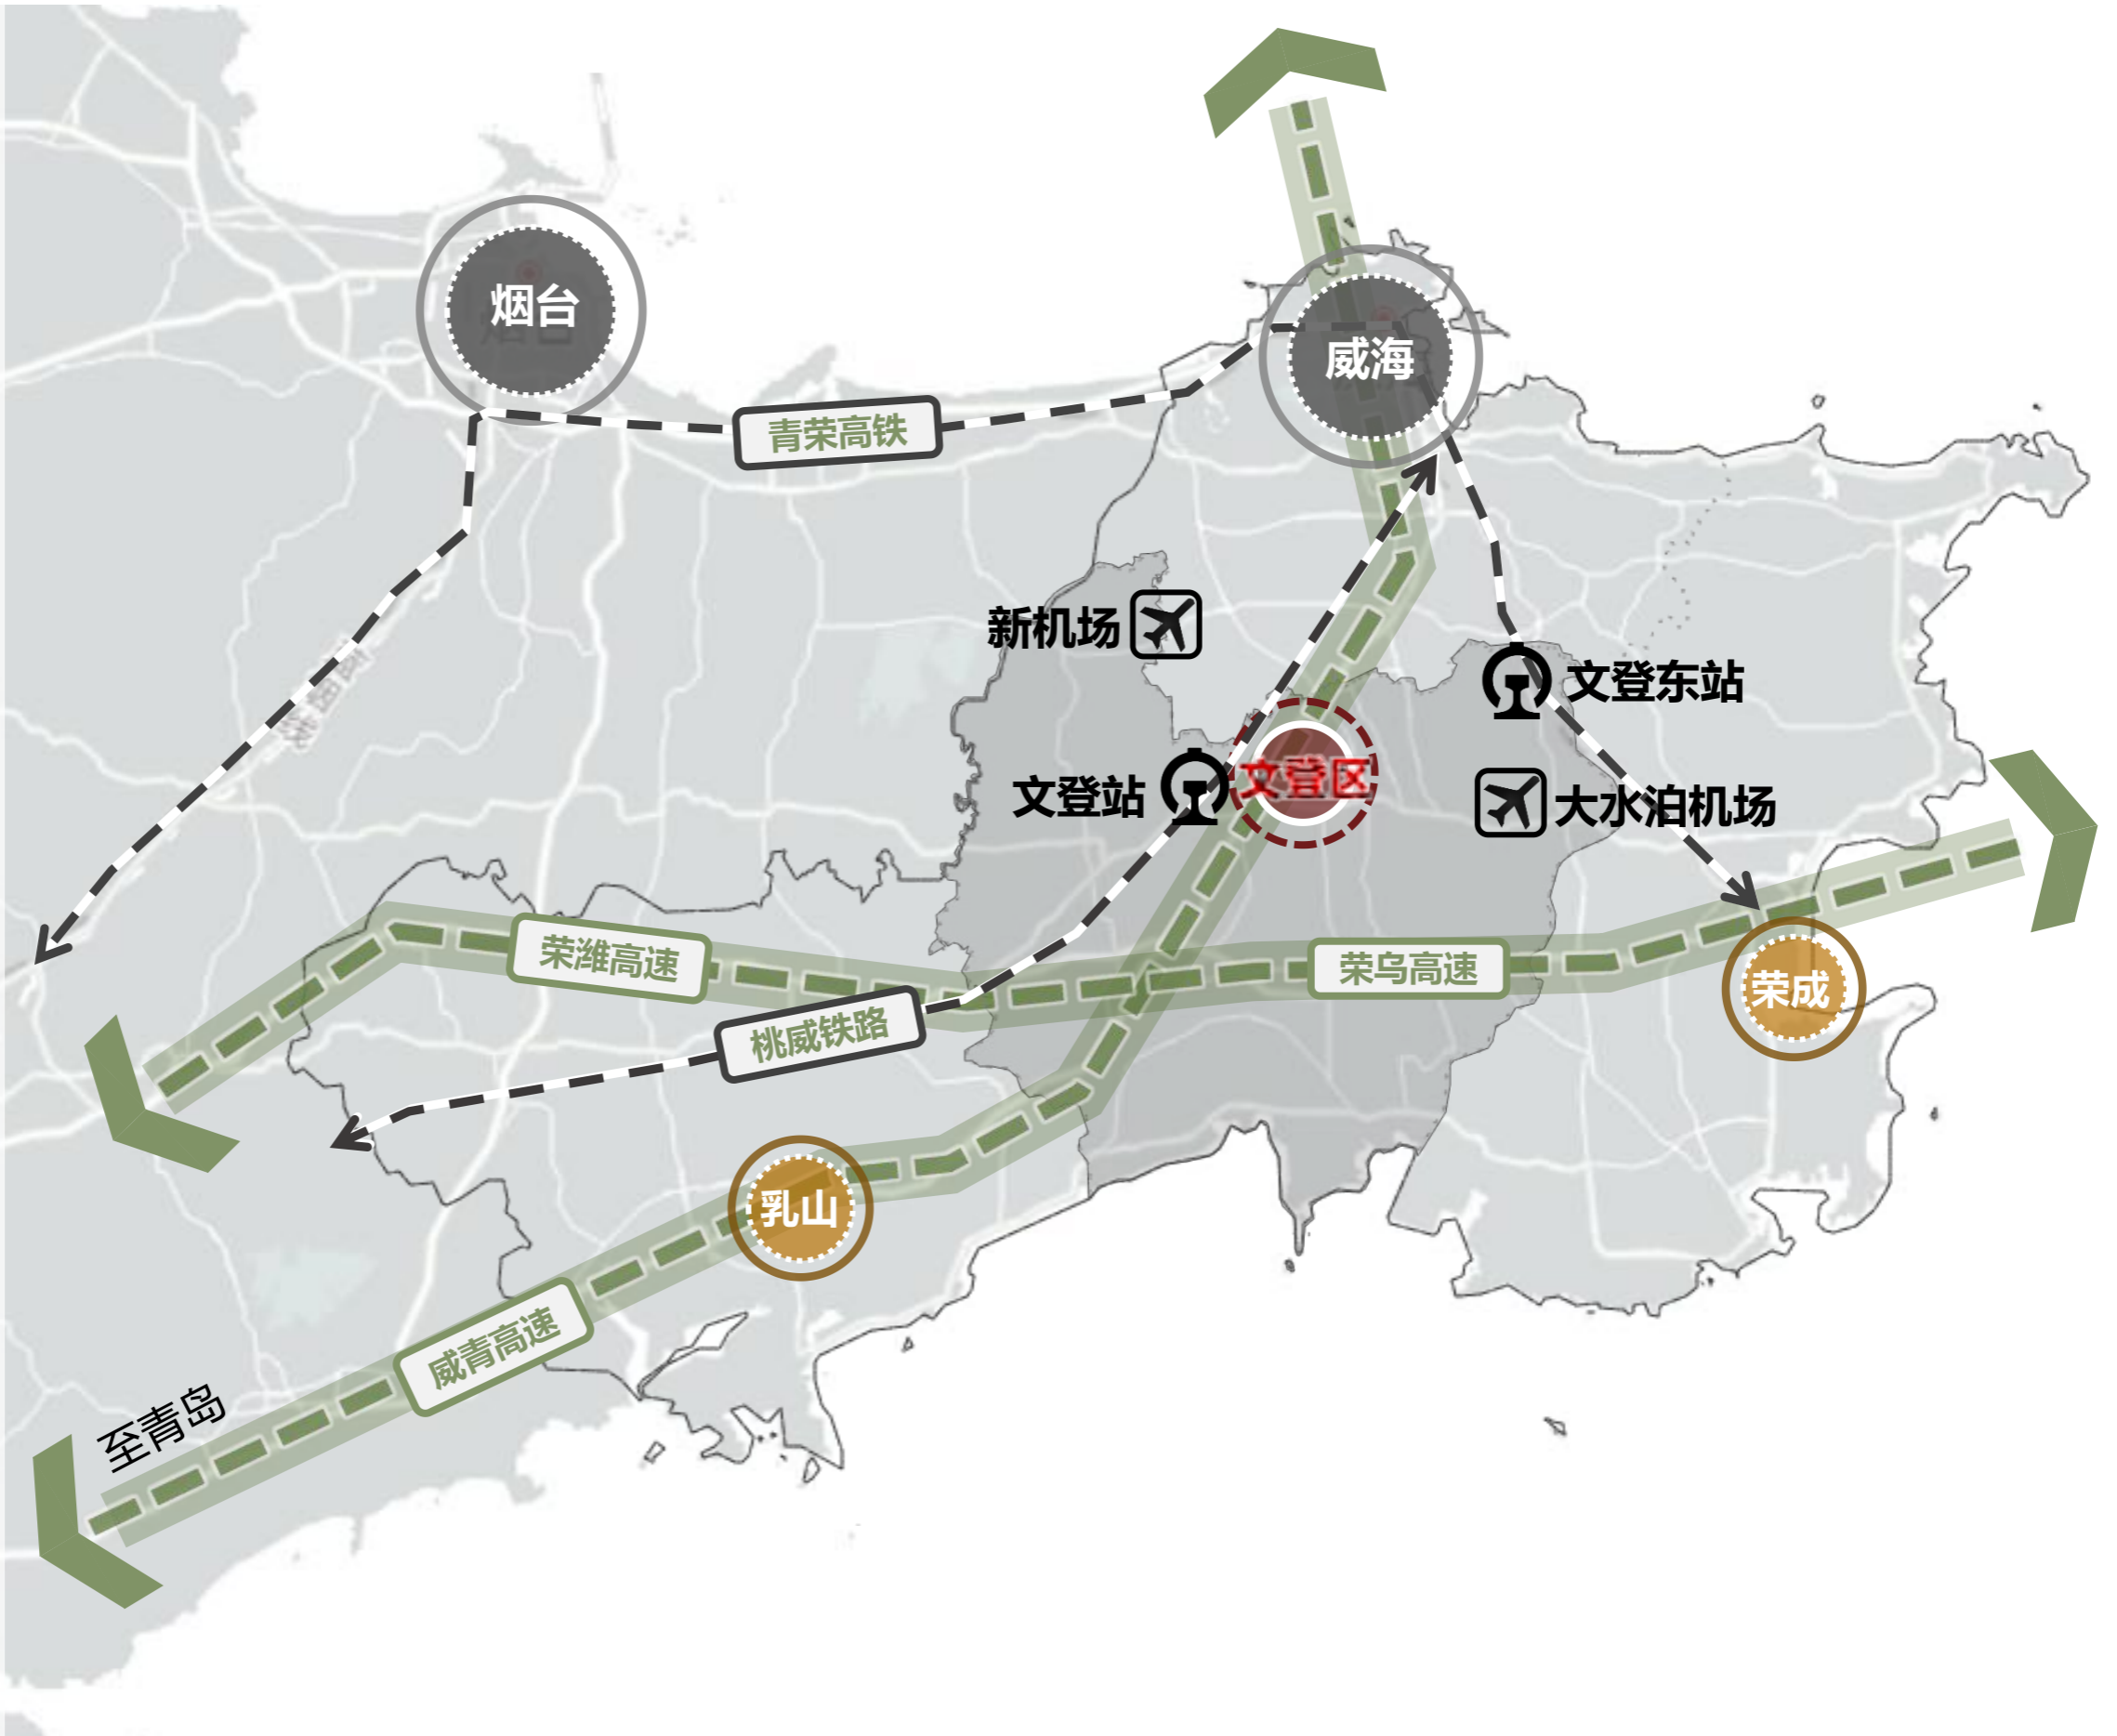 烟台
威海
青荣高铁
新机场
文登东站
文登站
文登区
大水泊机场
荣潍高速
荣乌高速
荣成
桃威铁路
乳山
威青高速
至青岛